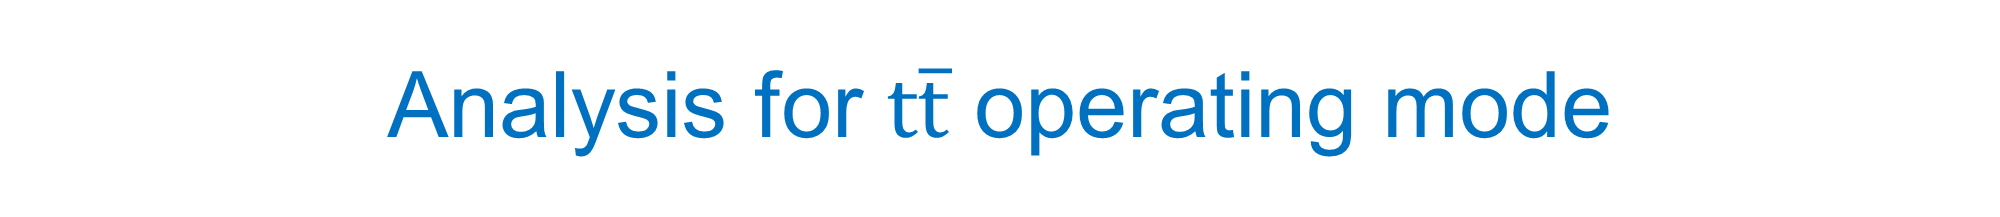 Analysis for tt̅ operating mode